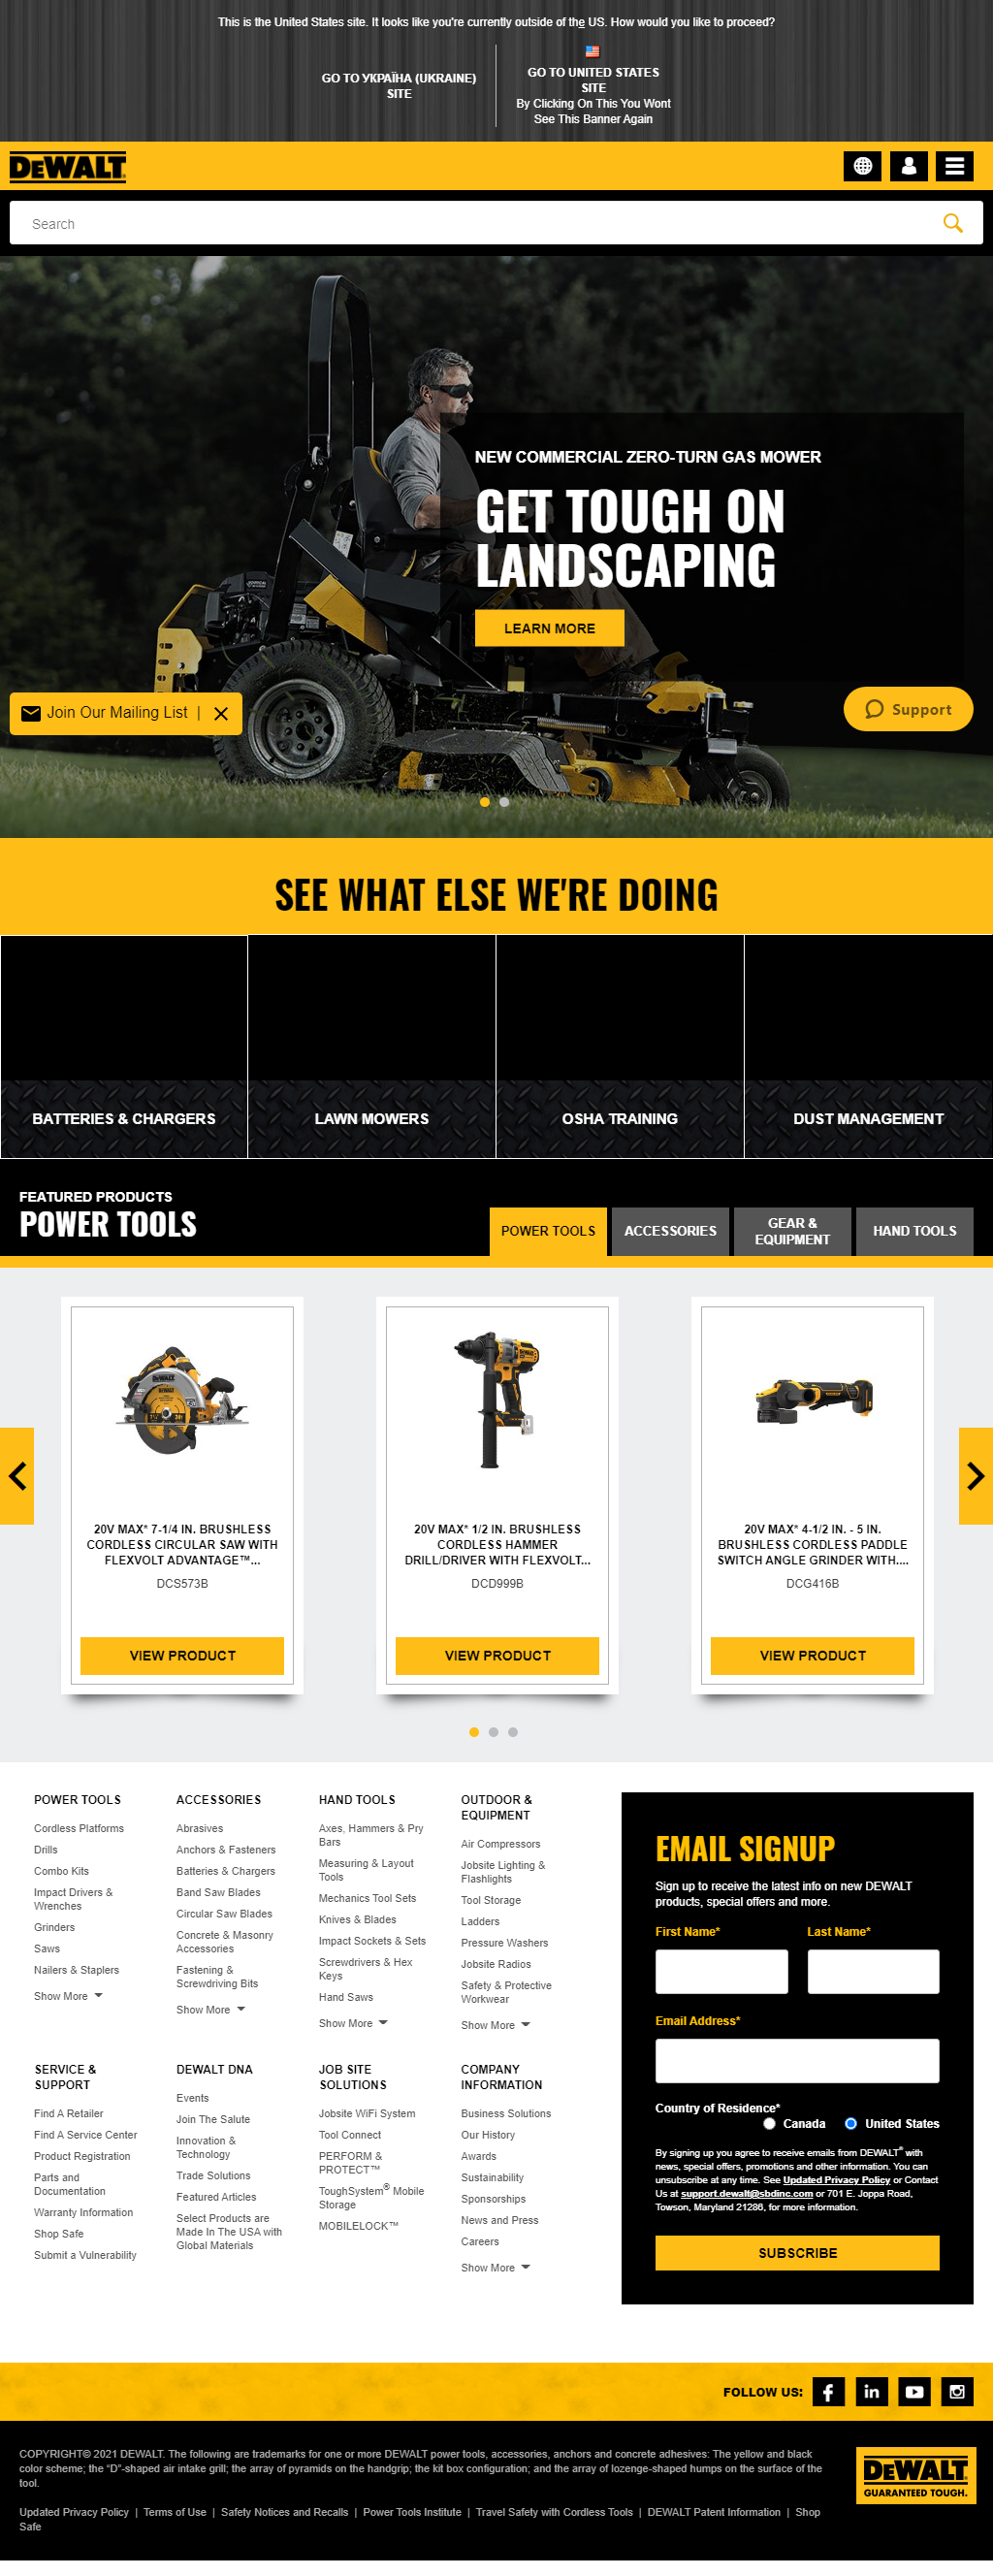 This is the United States site. It looks like you're currently outside of the US. How would you like to proceed?
GO TO УКРАЇНА (UKRAINE)
SITE
GO TO UNITED STATES
SITE
By Clicking On This You Wont
See This Banner Again
DEWALT
Search
NEW COMMERCIAL ZERO-TURN GAS MOWER
GET TOUGH ON
LANDSCAPING
LEARN MORE
Join Our Mailing List |
Support
SEE WHAT ELSE WE'RE DOING
BATTERIES & CHARGERS
LAWN MOWERS
OSHA TRAINING
DUST MANAGEMENT
FEATURED PRODUCTS
POWER TOOLS
POWER TOOLS
ACCESSORIES
GEAR &
EQUIPMENT
HAND TOOLS
20V MAX* 7-1/4 IN. BRUSHLESS
CORDLESS CIRCULAR SAW WITH
FLEXVOLT ADVANTAGE™...
DCS573B
VIEW PRODUCT
20V MAX* 1/2 IN. BRUSHLESS
CORDLESS HAMMER
DRILL/DRIVER WITH FLEXVOLT...
DCD999B
VIEW PRODUCT
20V MAX* 4-1/2 IN. - 5 IN.
BRUSHLESS CORDLESS PADDLE
SWITCH ANGLE GRINDER WITH....
DCG416B
VIEW PRODUCT
POWER TOOLS
Cordless Platforms
Drills
Combo Kits
Impact Drivers &
Wrenches
Grinders
Saws
Nailers & Staplers
Show More
ACCESSORIES
Abrasives
Anchors & Fasteners
Batteries & Chargers
Band Saw Blades
Circular Saw Blades
Concrete & Masonry
Accessories
Fastening &
Screwdriving Bits
Show More
HAND TOOLS
Axes, Hammers & Pry
Bars
Measuring & Layout
Tools
Mechanics Tool Sets
Knives & Blades
Impact Sockets & Sets
Screwdrivers & Hex
Keys
Hand Saws
Show More
OUTDOOR &
EQUIPMENT
Air Compressors
Jobsite Lighting &
Flashlights
Tool Storage
Ladders
Pressure Washers
Jobsite Radios
Safety & Protective
Workwear
Show More
SERVICE &
SUPPORT
Find A Retailer
Find A Service Center
Product Registration
Parts and
Documentation
Warranty Information
Shop Safe
Submit a Vulnerability
DEWALT DNA
Events
Join The Salute
Innovation &
Technology
Trade Solutions
Featured Articles
Select Products are
Made In The USA with
Global Materials
JOB SITE
SOLUTIONS
Jobsite WiFi System
Tool Connect
PERFORM &
PROTECT™
ToughSystem® Mobile
Storage
MOBILELOCK™
COMPANY
INFORMATION
Business Solutions
Our History
Awards
Sustainability
Sponsorships
News and Press
Careers
Show More
EMAIL SIGNUP
Sign up to receive the latest info on new DEWALT
products, special offers and more.
First Name*
Last Name*
Email Address*
Country of Residence*
Canada
United States
By signing up you agree to receive emails from DEWALT® with
news, special offers, promotions and other information. You can
unsubscribe at any time. See Updated Privacy Policy or Contact
Us at support.dewalt@sbdinc.com or 701 E. Joppa Road,
Towson, Maryland 21286, for more information.
SUBSCRIBE
FOLLOW US:
COPYRIGHT© 2021 DEWALT. The following are trademarks for one or more DEWALT power tools, accessories, anchors and concrete adhesives: The yellow and black
color scheme; the “D”-shaped air intake grill; the array of pyramids on the handgrip; the kit box configuration; and the array of lozenge-shaped humps on the surface of the
tool.
DEWALT
GUARANTEED TOUGH.
Updated Privacy Policy | Terms of Use | Safety Notices and Recalls | Power Tools Institute | Travel Safety with Cordless Tools | DEWALT Patent Information | Shop
Safe